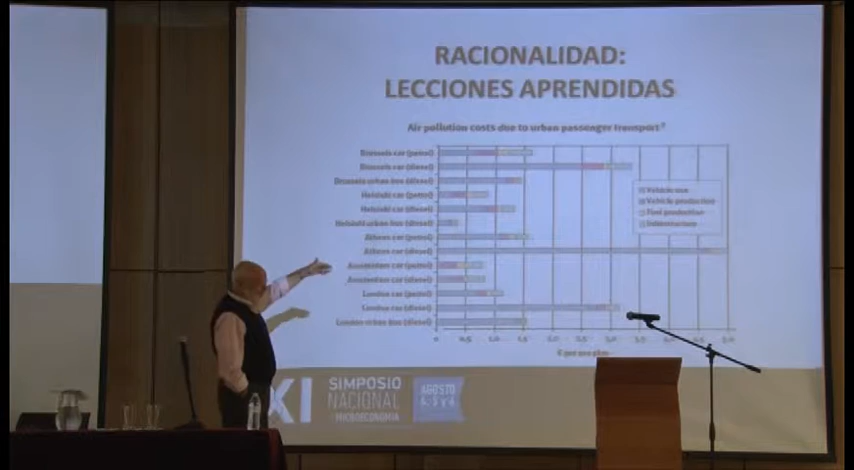 RACIONALIDAD:
LECCIONES APRENDIDAS
Air pollution costs due to urban passenger transport
Brussels car (petrol)
Brussels car (diesel)
Brussels urban bus (diesel)
Helsinki car (petrol)
Helsinki car (diesel)
Helsinki urban bus (diesel)
Athens car (petrol)
Athens car (diesel)
Amsterdam car (petrol)
Amsterdam car (diesel)
London car (petrol)
London car (diesel)
London urban bus (diesel)
Vehicle use
Vehicle production
Fuel production
Infrastructure
XI
SIMPOSIO
NACIONAL
MICROECONOMÍA
AGOSTO